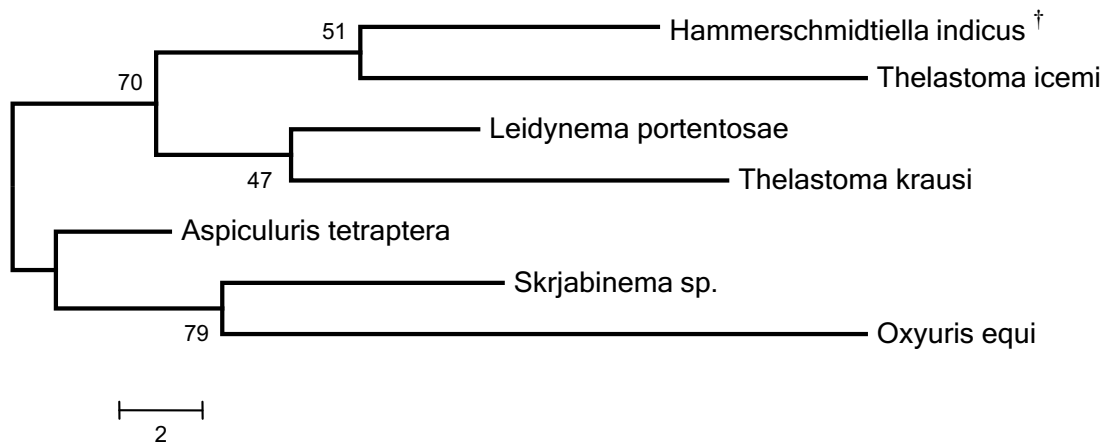 51
Hammerschmidtiella indicus †
70
Thelastoma icemi
Leidynema portentosae
47
Thelastoma krausi
Aspiculuris tetraptera
Skrjabinema sp.
79
Oxyuris equi
2